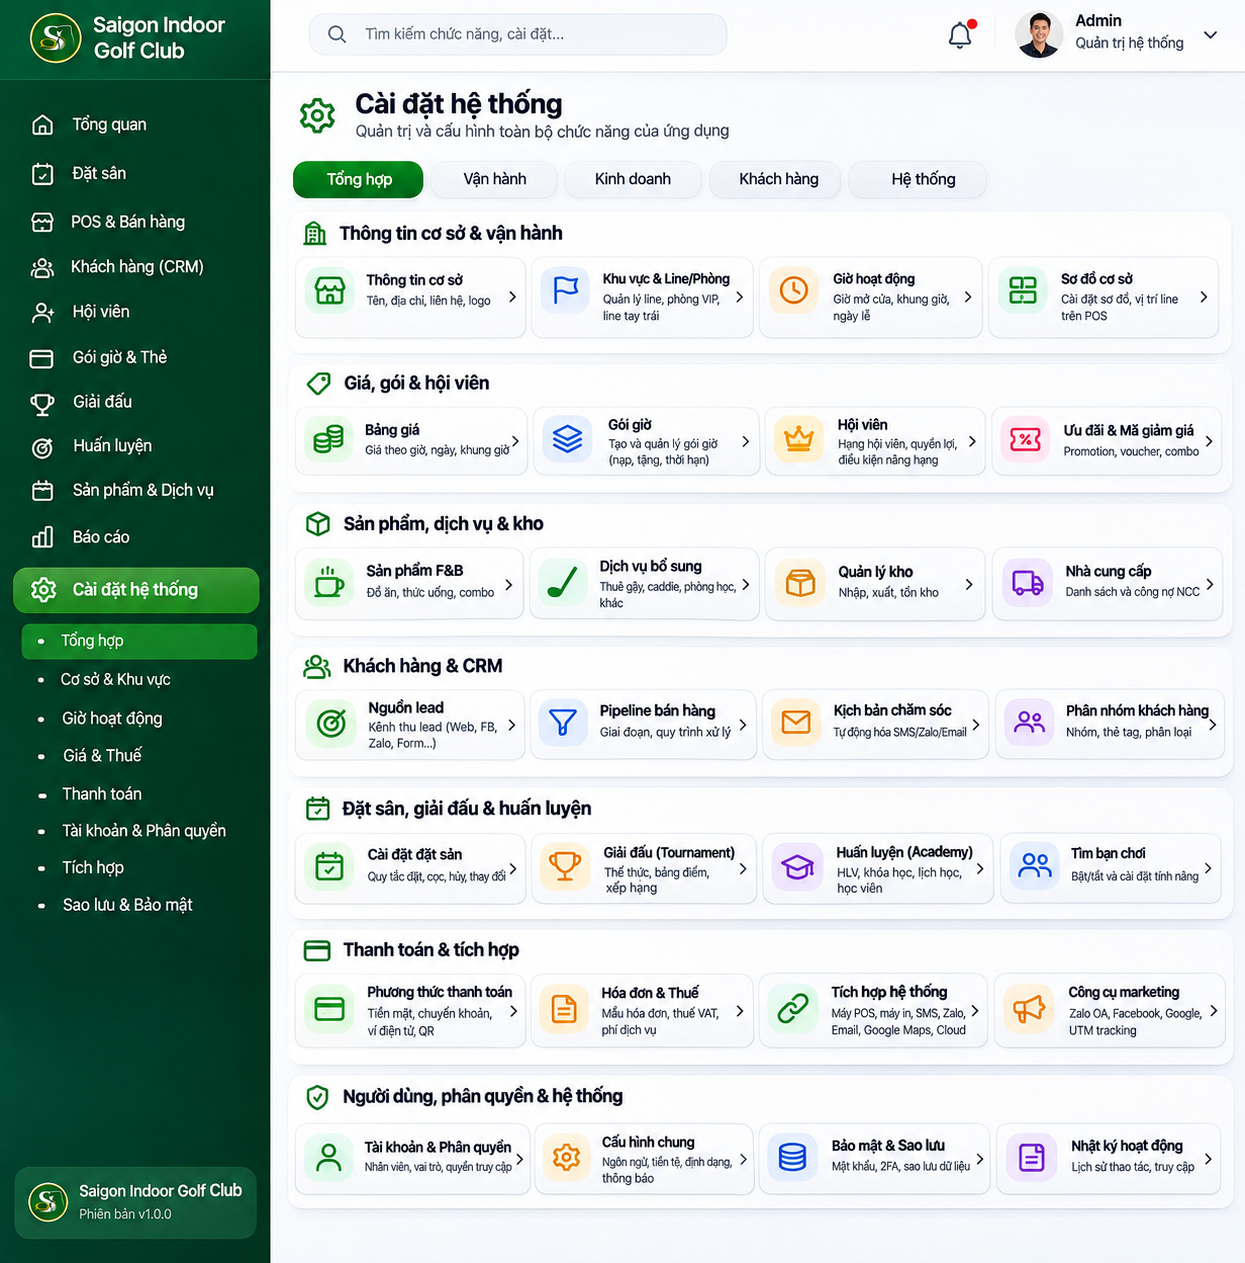 Saigon Indoor
Golf Club
Tìm kiếm chức năng, cài đặt...
Admin
Quản trị hệ thống
Tổng quan
Đặt sân
POS & Bán hàng
Khách hàng (CRM)
Hội viên
Gói giờ & Thẻ
Giải đấu
Huấn luyện
Sản phẩm & Dịch vụ
Báo cáo
Cài đặt hệ thống
Tổng hợp
Cơ sở & Khu vực
Giờ hoạt động
Giá & Thuế
Thanh toán
Tài khoản & Phân quyền
Tích hợp
Sao lưu & Bảo mật
Saigon Indoor Golf Club
Phiên bản v1.0.0
Cài đặt hệ thống
Quản trị và cấu hình toàn bộ chức năng của ứng dụng
Tổng hợp
Vận hành
Kinh doanh
Khách hàng
Hệ thống
Thông tin cơ sở & vận hành
Thông tin cơ sở
Tên, địa chỉ, liên hệ, logo
Khu vực & Line/Phòng
Quản lý line, phòng VIP,
line tay trái
Giờ hoạt động
Giờ mở cửa, khung giờ,
ngày lễ
Sơ đồ cơ sở
Cài đặt sơ đồ, vị trí line
trên POS
Giá, gói & hội viên
Bảng giá
Giá theo giờ, ngày, khung giờ
Gói giờ
Tạo và quản lý gói giờ
(nạp, tặng, thời hạn)
Hội viên
Hạng hội viên, quyền lợi,
điều kiện nâng hạng
Ưu đãi & Mã giảm giá
Promotion, voucher, combo
Sản phẩm, dịch vụ & kho
Sản phẩm F&B
Đồ ăn, thức uống, combo
Dịch vụ bổ sung
Thuê gậy, caddie, phòng học,
khác
Quản lý kho
Nhập, xuất, tồn kho
Nhà cung cấp
Danh sách và công nợ NCC
Khách hàng & CRM
Nguồn lead
Kênh thu lead (Web, FB,
Zalo, Form...)
Pipeline bán hàng
Giai đoạn, quy trình xử lý
Kịch bản chăm sóc
Tự động hóa SMS/Zalo/Email
Phân nhóm khách hàng
Nhóm, thẻ tag, phân loại
Đặt sân, giải đấu & huấn luyện
Cài đặt đặt sân
Quy tắc đặt, cọc, hủy, thay đổi
Giải đấu (Tournament)
Thể thức, bảng điểm,
xếp hạng
Huấn luyện (Academy)
HLV, khóa học, lịch học,
học viên
Tìm bạn chơi
Bật/tắt và cài đặt tính năng
Thanh toán & tích hợp
Phương thức thanh toán
Tiền mặt, chuyển khoản,
ví điện tử, QR
Hóa đơn & Thuế
Mẫu hóa đơn, thuế VAT,
phí dịch vụ
Tích hợp hệ thống
Máy POS, máy in, SMS, Zalo,
Email, Google Maps, Cloud
Công cụ marketing
Zalo OA, Facebook, Google,
UTM tracking
Người dùng, phân quyền & hệ thống
Tài khoản & Phân quyền
Nhân viên, vai trò, quyền truy cập
Cấu hình chung
Ngôn ngữ, tiền tệ, định dạng,
thông báo
Bảo mật & Sao lưu
Mật khẩu, 2FA, sao lưu dữ liệu
Nhật ký hoạt động
Lịch sử thao tác, truy cập